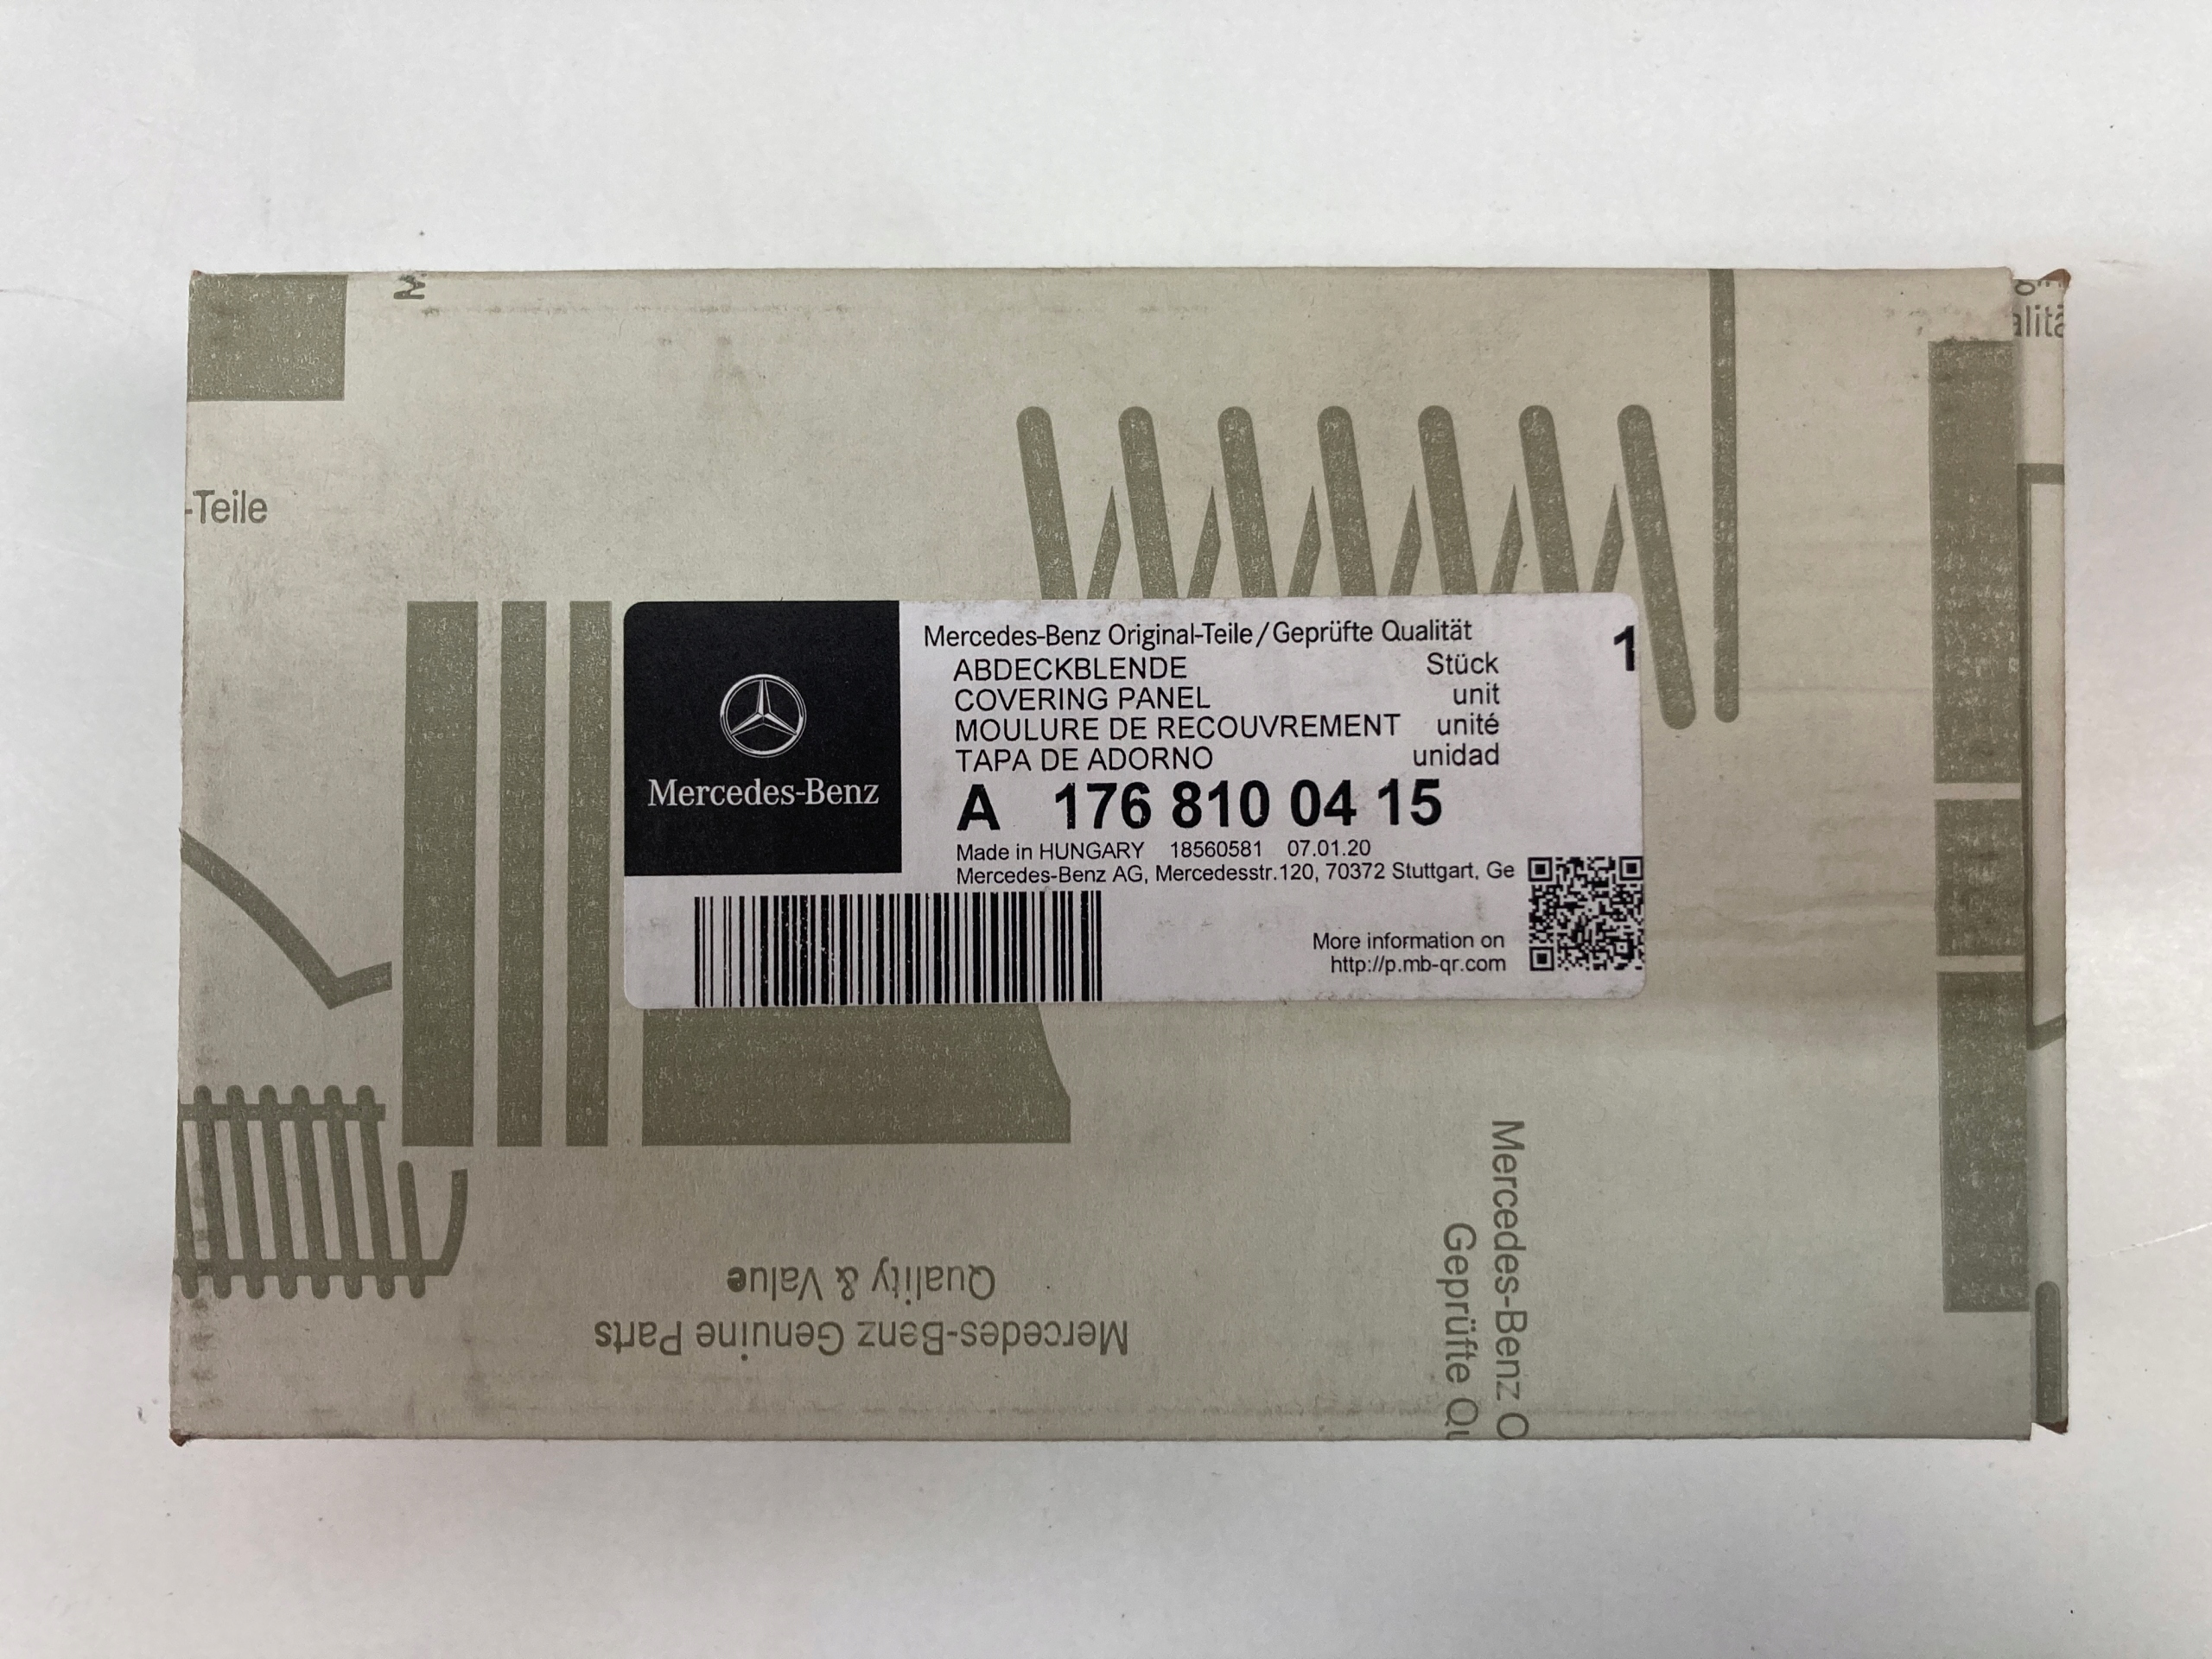 -Teile
alitä
Mercedes-Benz
Mercedes-Benz Original-Teile/Geprüfte Qualität
1
ABDECKBLENDE Stück
COVERING PANEL unit
MOULURE DE RECOUVREMENT unité
TAPA DE ADORNO unidad
A 176 810 04 15
Made in HUNGARY 18560581 07.01.20
Mercedes-Benz AG, Mercedesstr.120, 70372 Stuttgart, Ge
More information on
http://p.mb-qr.com
Mercedes-Benz Genuine Parts
Quality & Value
Mercedes-Benz O
Geprüfte Qu